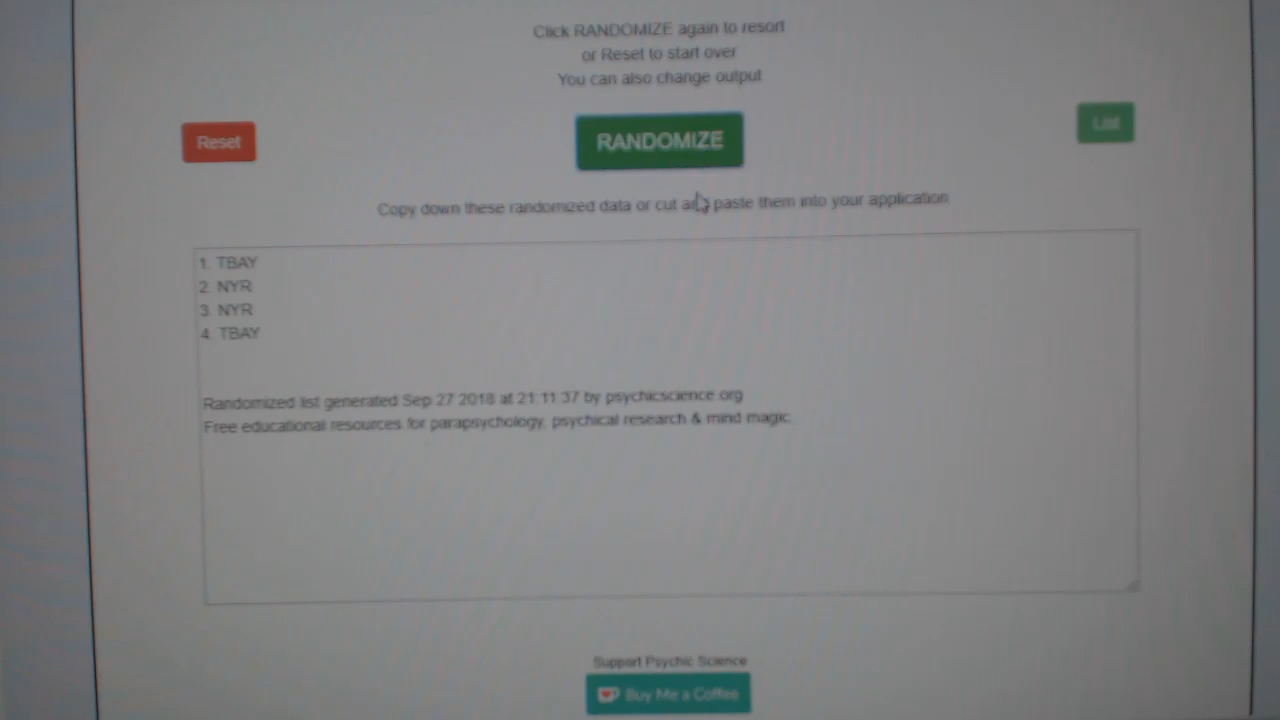 Click RANDOMIZE again to resort
or Reset to start over
You can also change output
Reset
RANDOMIZE
List
Copy down these randomized data or cut and paste them into your application
1. TBAY
2. NYR
3. NYR
4. TBAY
Randomized list generated Sep 27 2018 at 21:11:37 by psychicscience.org
Free educational resources for parapsychology, psychical research & mind magic.
Support Psychic Science
Buy Me a Coffee